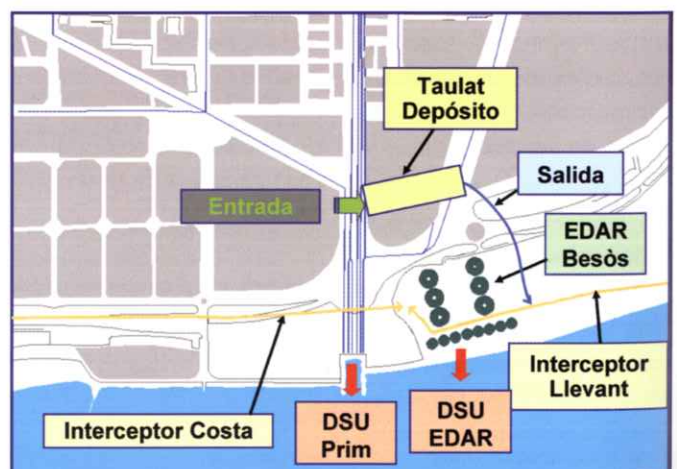 Taulat
Depósito
Salida
Entrada
EDAR
Besòs
Interceptor
Llevant
Interceptor Costa
DSU
Prim
DSU
EDAR